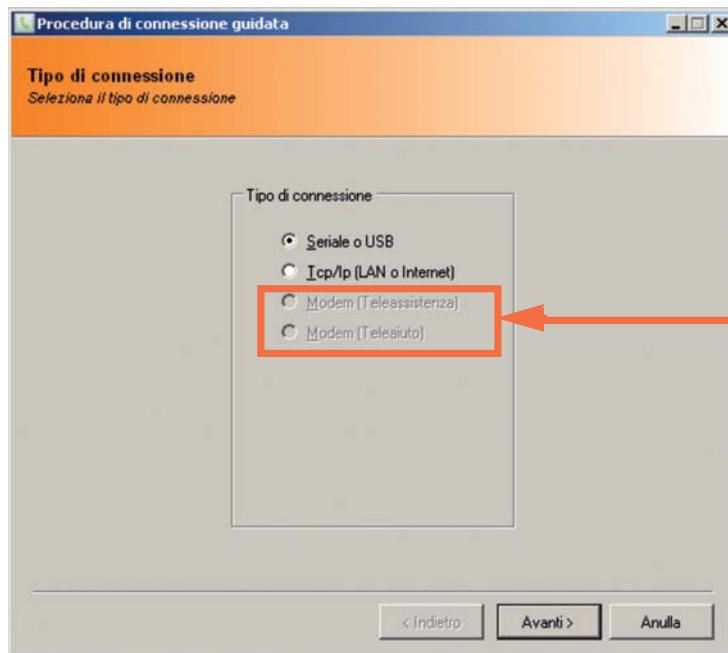 Procedura di connessione guidata
Tipo di connessione
Seleziona il tipo di connessione
Tipo di connessione
Seriale o USB
Tcp/Ip (LAN o Internet)
Modem (Teleassistenza)
Modem (Teleaiuto)
< Indietro
Avanti >
Anulla